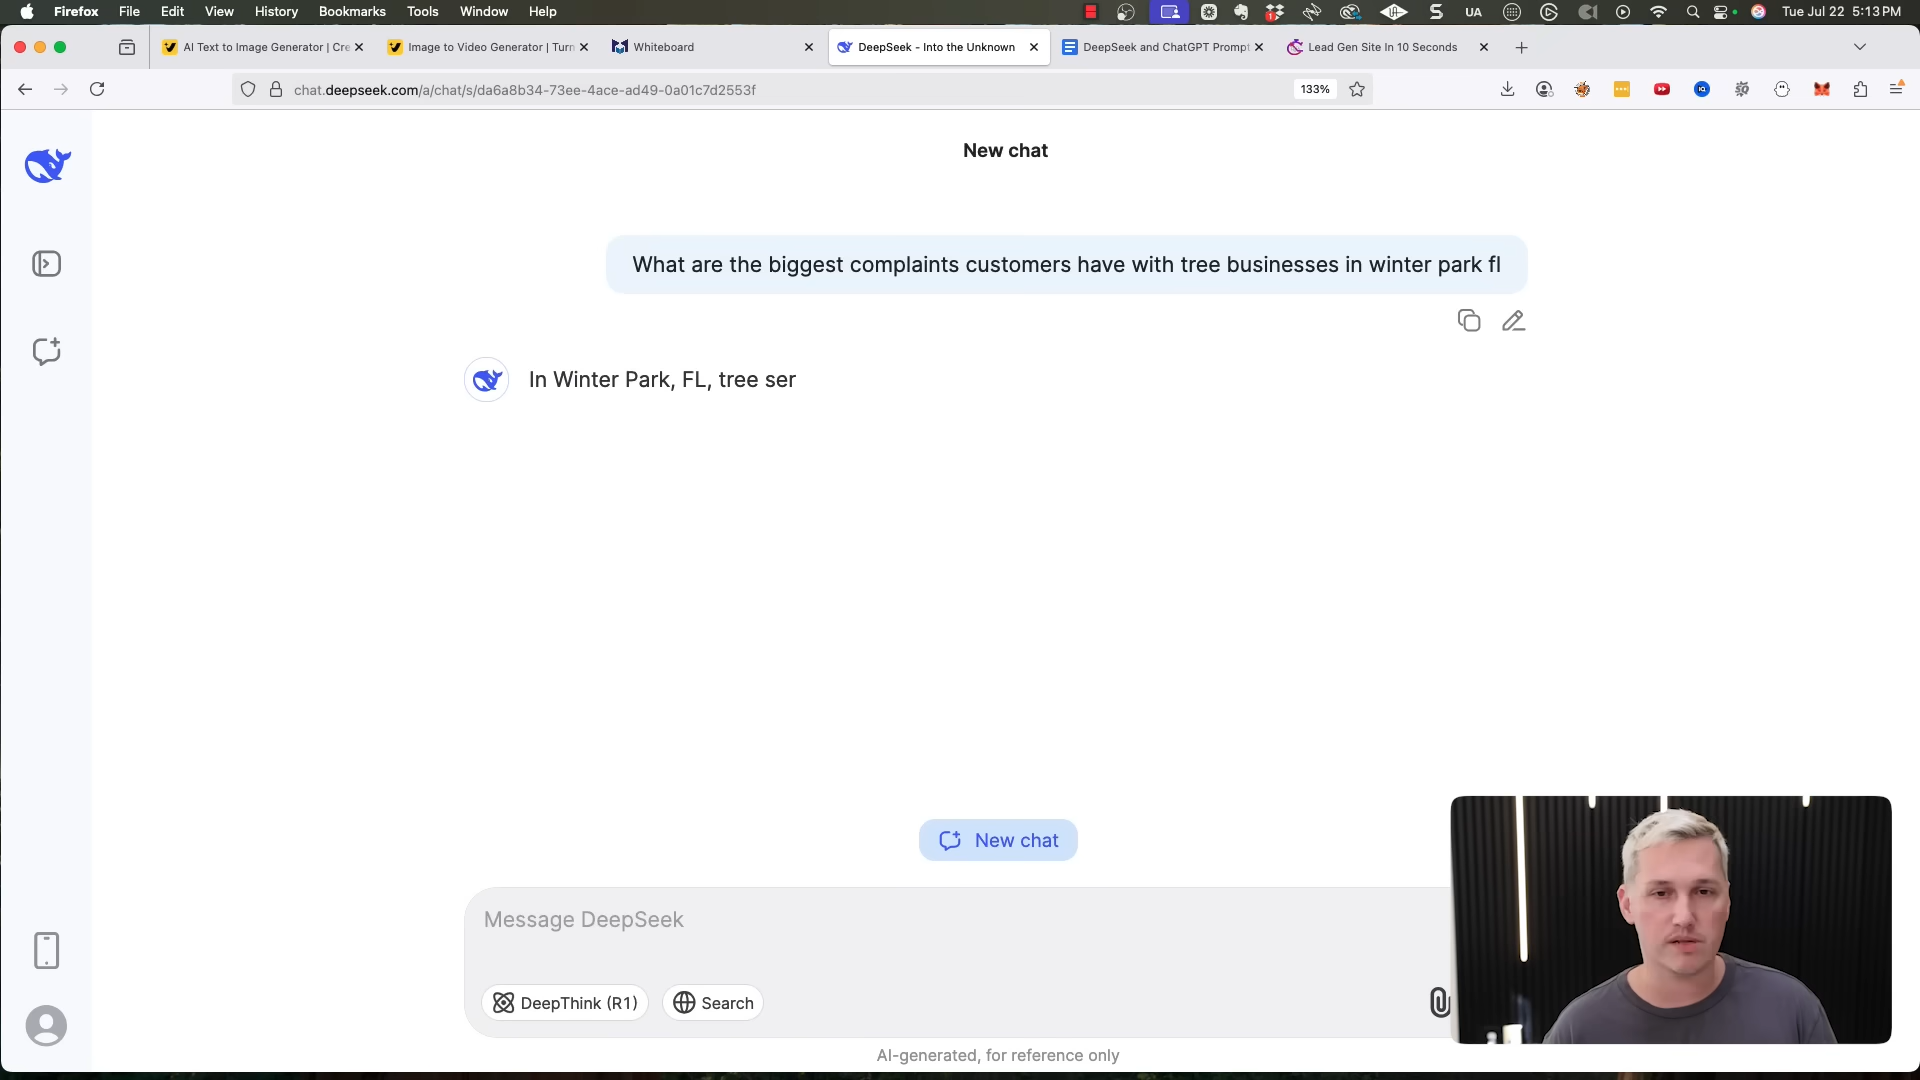 Firefox File Edit View History Bookmarks Tools Window Help UA Tue Jul 22 5:13 PM
AI Text to Image Generator | Cre Image to Video Generator | Turn Whiteboard DeepSeek - Into the Unknown DeepSeek and ChatGPT Prompt Lead Gen Site In 10 Seconds
chat.deepseek.com/a/chat/s/da6a8b34-73ee-4ace-ad49-0a01c7d2553f 133%
New chat
What are the biggest complaints customers have with tree businesses in winter park fl
In Winter Park, FL, tree ser
New chat
Message DeepSeek
DeepThink (R1) Search
AI-generated, for reference only